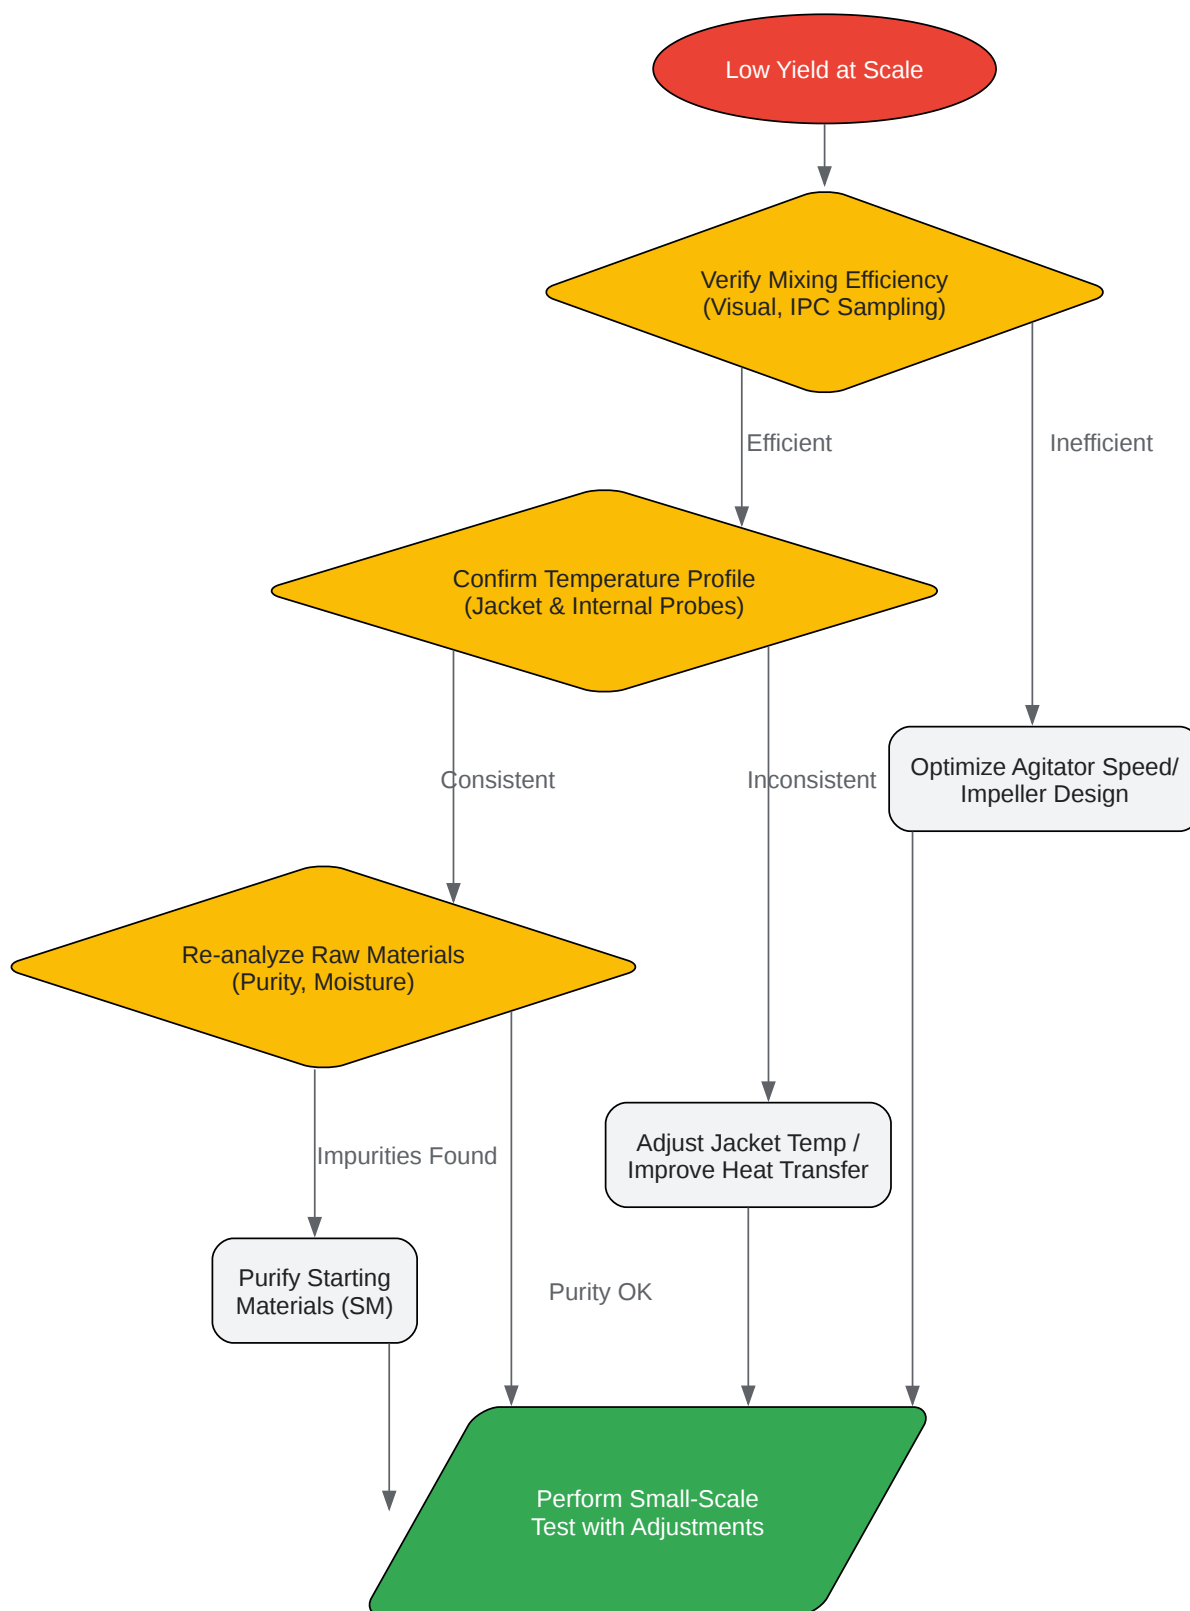 Low Yield at Scale
Verify Mixing Efficiency
(Visual, IPC Sampling)
Efficient
Inefficient
Confirm Temperature Profile
(Jacket & Internal Probes)
Consistent
Inconsistent
Optimize Agitator Speed/
Impeller Design
Re-analyze Raw Materials
(Purity, Moisture)
Impurities Found
Adjust Jacket Temp /
Improve Heat Transfer
Purify Starting
Materials (SM)
Purity OK
Perform Small-Scale
Test with Adjustments